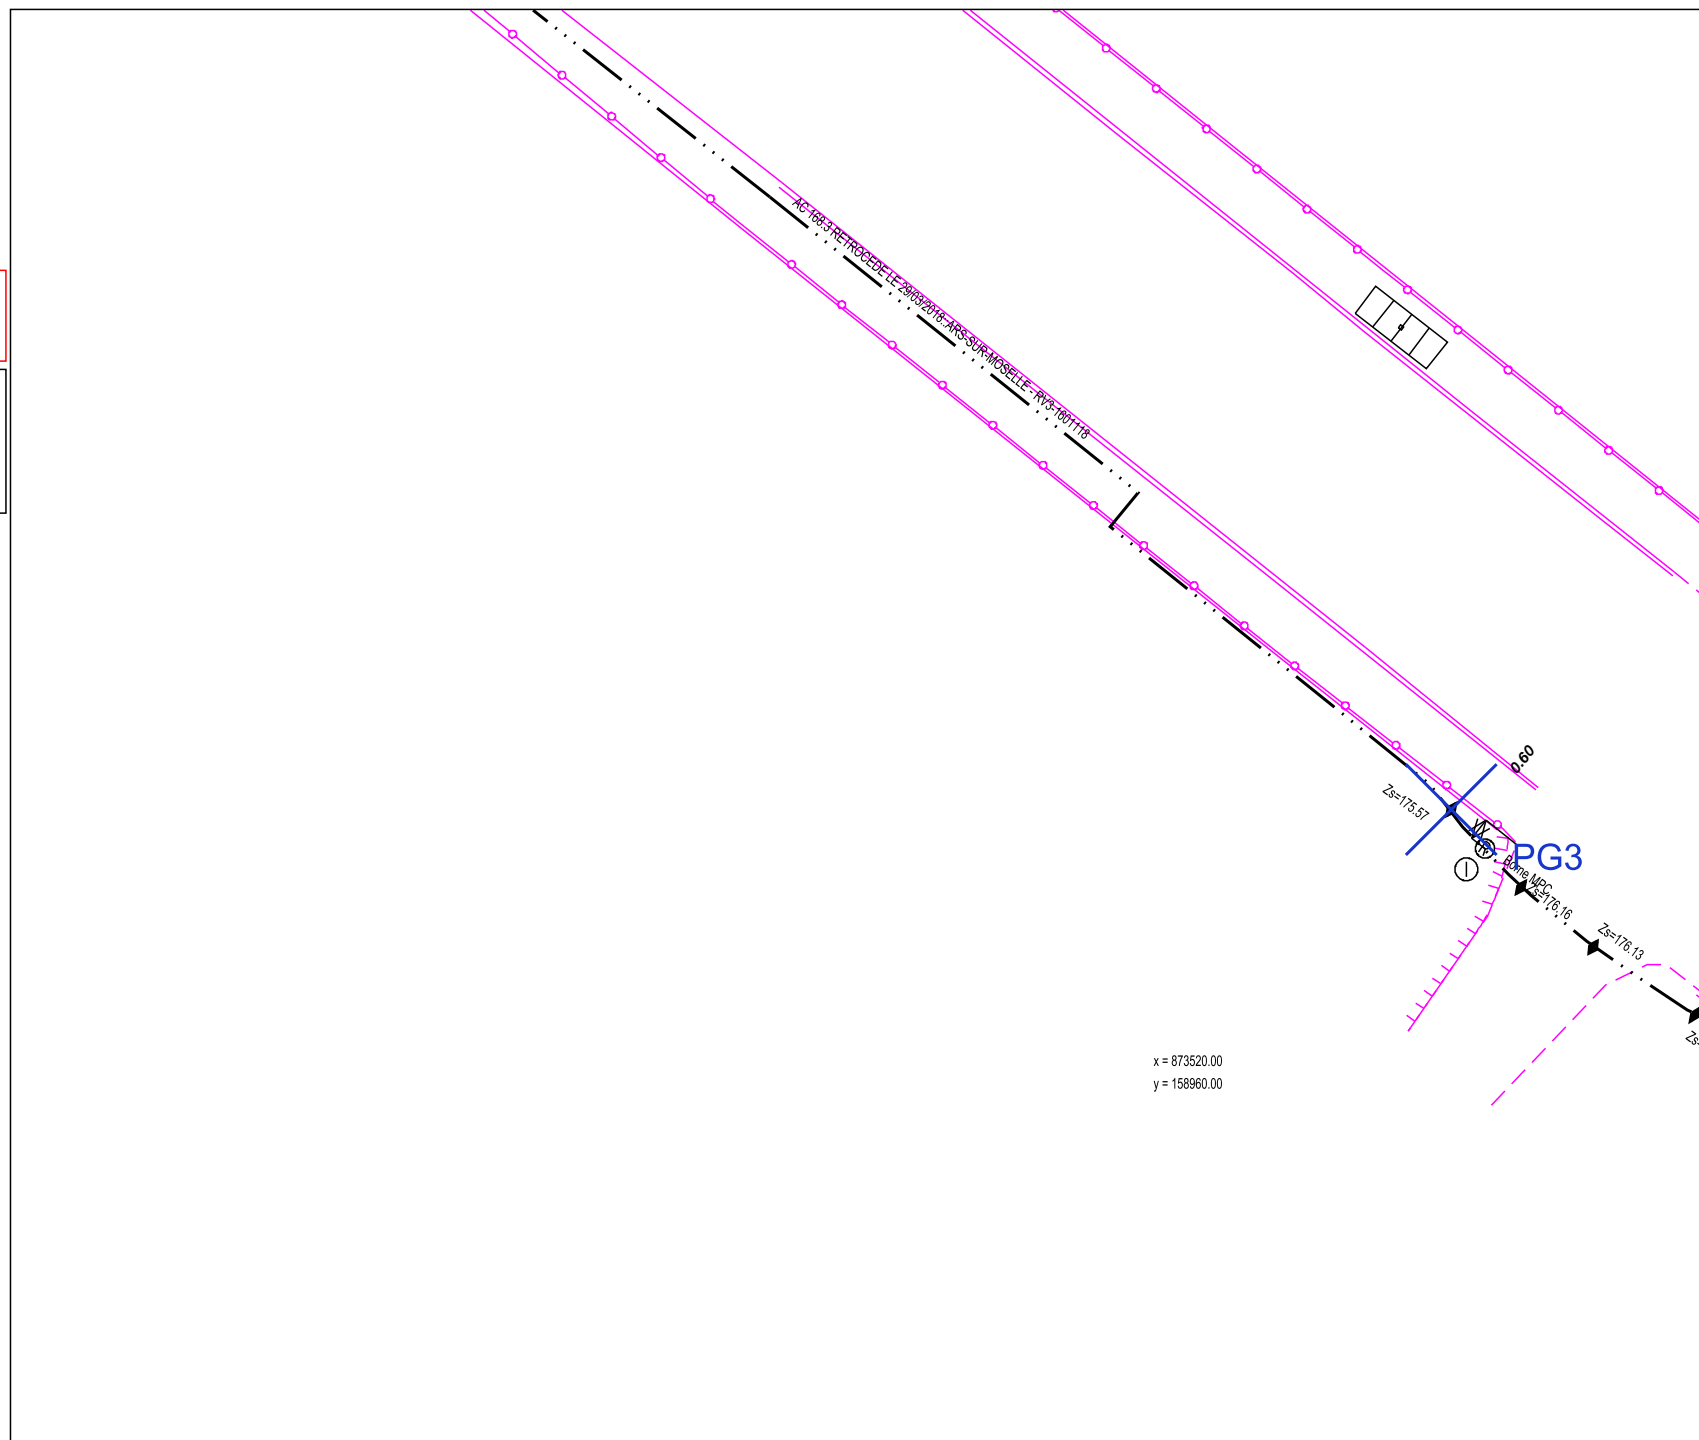 AC 168.3 RETROCEDE LE 29/03/2018..ARS-SUR-MOSELLE - RV3-1601118
0.60
Zs=175.57
PG3
Borne MPC
Zs=176.16
Zs=176.13
x = 873520.00
y = 158960.00